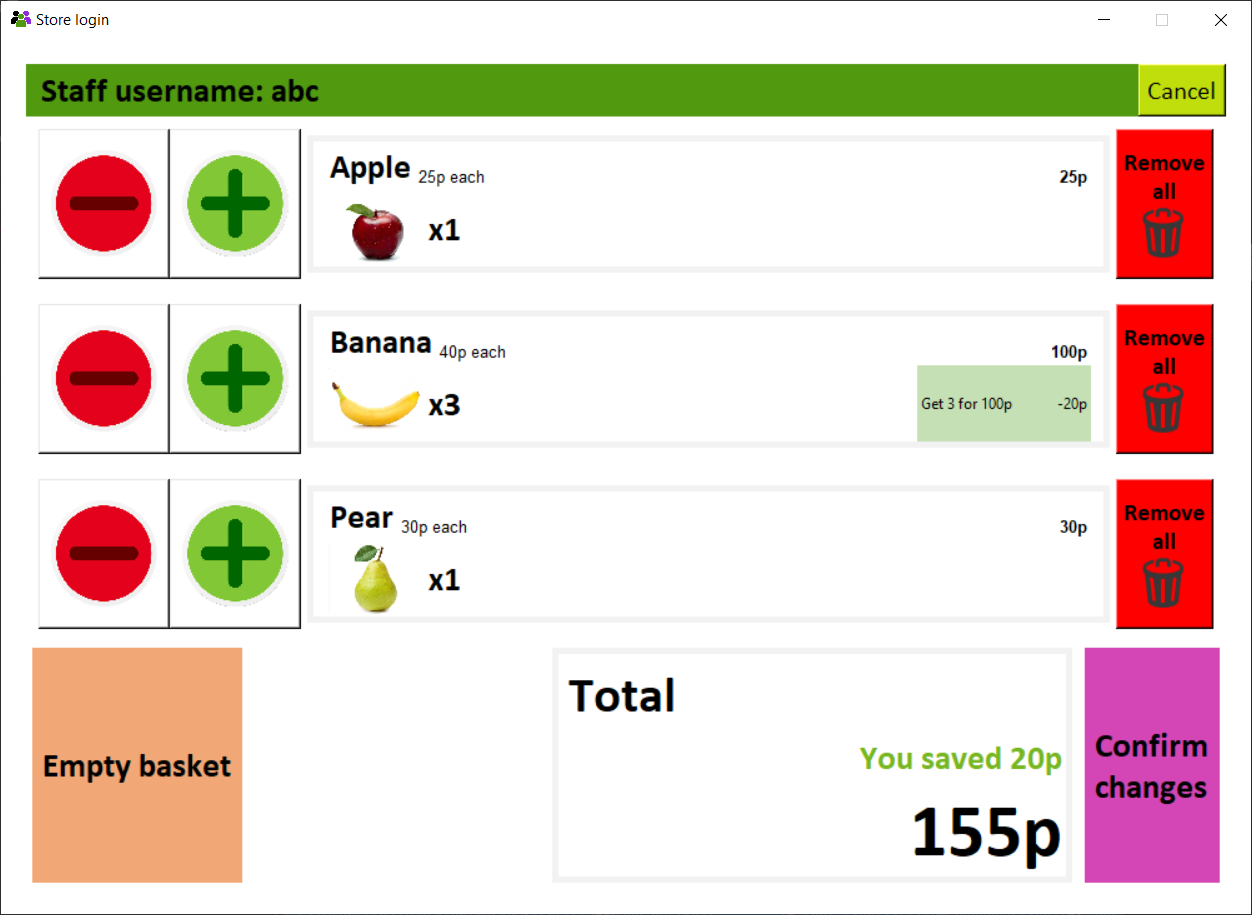 Store login
Staff username: abc
Cancel
Apple 25p each
25p
x1
Remove
all
Banana 40p each
100p
x3
Get 3 for 100p -20p
Remove
all
Pear 30p each
30p
x1
Remove
all
Empty basket
Total
You saved 20p
155p
Confirm
changes